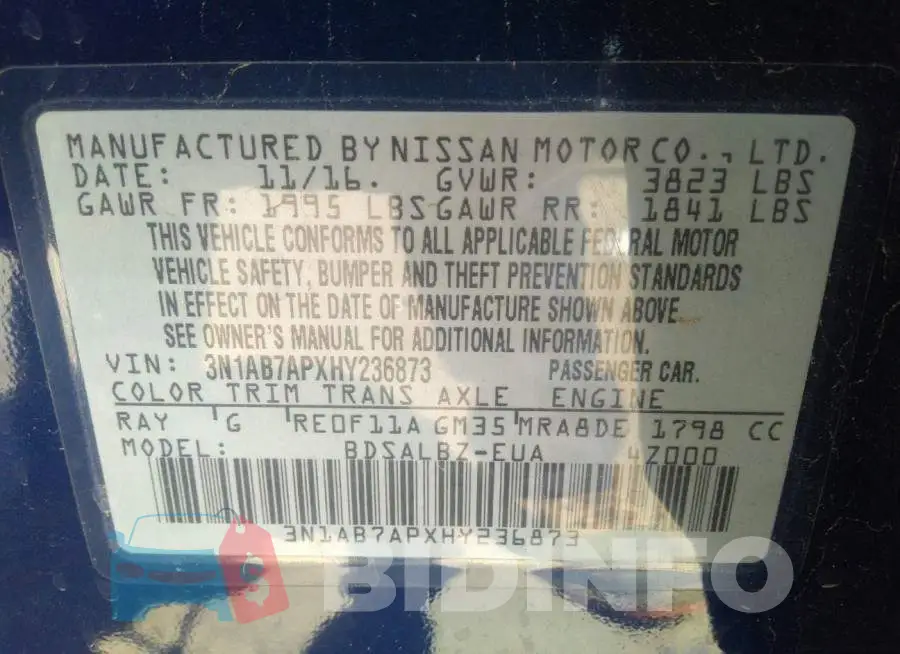 MANUFACTURED BY NISSAN MOTOR CO., LTD.
DATE: 11/16. GVWR: 3823 LBS
GAWR FR: 1995 LBS GAWR RR: 1841 LBS
THIS VEHICLE CONFORMS TO ALL APPLICABLE FEDERAL MOTOR
VEHICLE SAFETY, BUMPER AND THEFT PREVENTION STANDARDS
IN EFFECT ON THE DATE OF MANUFACTURE SHOWN ABOVE.
SEE OWNER'S MANUAL FOR ADDITIONAL INFORMATION.
VIN: 3N1AB7APXHY236873 PASSENGER CAR.
COLOR TRIM TRANS AXLE ENGINE
RAY G RE0F11A GM35 MRA8DE 1798 CC
MODEL: BDSALBZ-EUA 4Z000
3N1AB7APXHY236873
BIDINFO